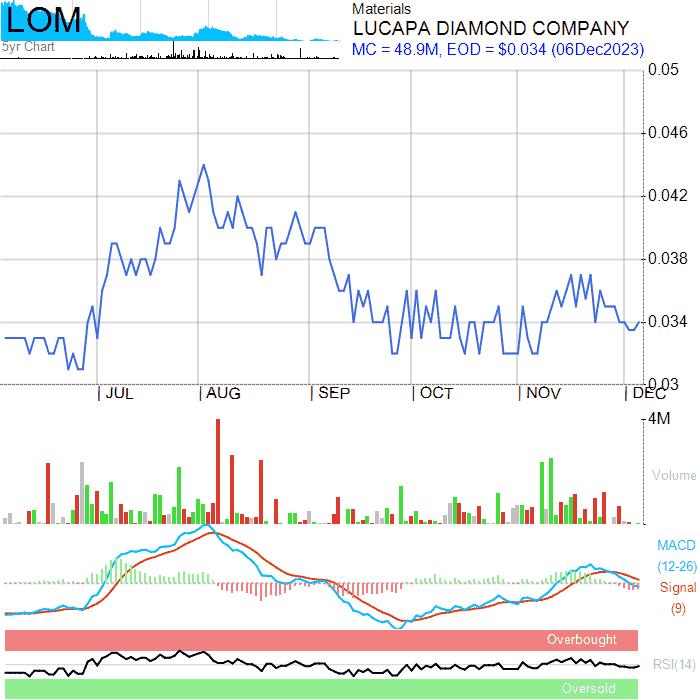 LOM
5yr Chart
Materials
LUCAPA DIAMOND COMPANY
MC = 48.9M, EOD = $0.034 (06Dec2023)
0.05
0.046
0.042
0.038
0.034
0.03
JUL
AUG
SEP
OCT
NOV
DEC
4M
Volume
MACD
(12-26)
Signal
(9)
Overbought
RSI(14)
Oversold